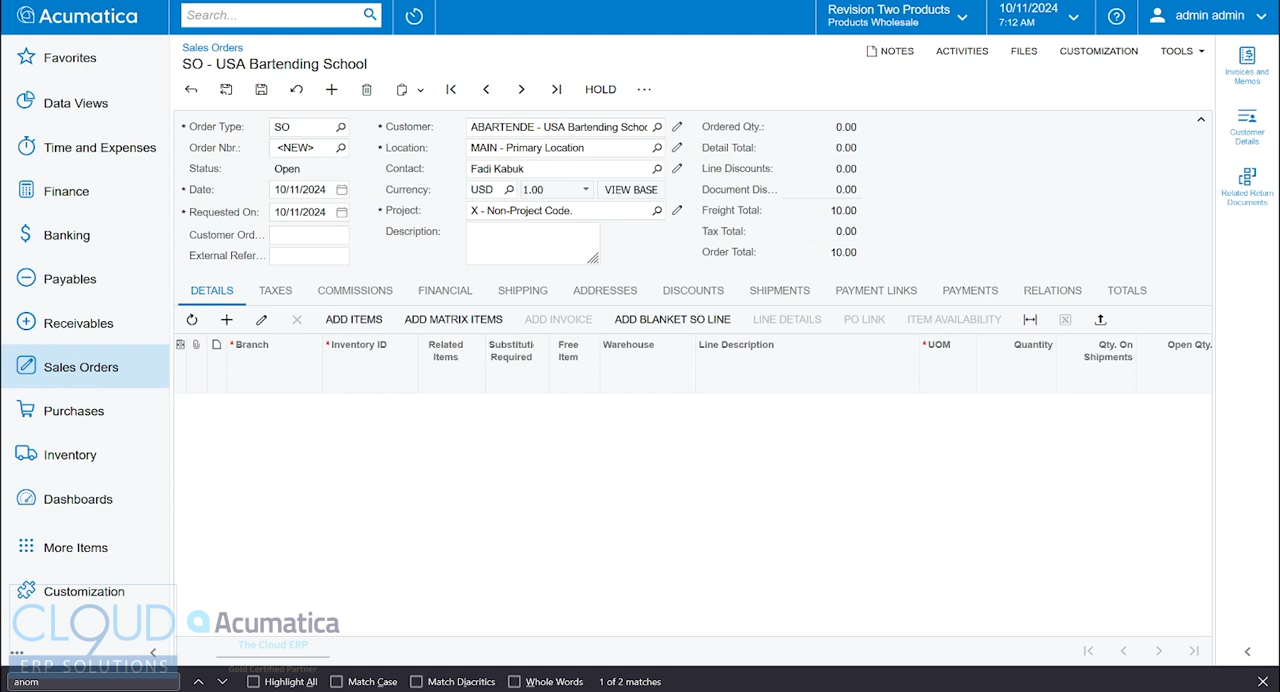 Acumatica
Search...
Revision Two Products
Products Wholesale
10/11/2024
7:12 AM
admin admin
Favorites
Data Views
Time and Expenses
Finance
Banking
Payables
Receivables
Sales Orders
Purchases
Inventory
Dashboards
More Items
Customization
Sales Orders
SO - USA Bartending School
NOTES ACTIVITIES FILES CUSTOMIZATION TOOLS
HOLD
* Order Type: SO
Order Nbr.: <NEW>
Status: Open
* Date: 10/11/2024
* Requested On: 10/11/2024
Customer Ord...
External Refer...
* Customer: ABARTENDE - USA Bartending Schoo
* Location: MAIN - Primary Location
Contact: Fadi Kabuk
Currency: USD 1.00 VIEW BASE
* Project: X - Non-Project Code.
Description:
Ordered Qty.: 0.00
Detail Total: 0.00
Line Discounts: 0.00
Document Dis... 0.00
Freight Total: 10.00
Tax Total: 0.00
Order Total: 10.00
DETAILS TAXES COMMISSIONS FINANCIAL SHIPPING ADDRESSES DISCOUNTS SHIPMENTS PAYMENT LINKS PAYMENTS RELATIONS TOTALS
ADD ITEMS ADD MATRIX ITEMS ADD INVOICE ADD BLANKET SO LINE LINE DETAILS PO LINK ITEM AVAILABILITY
* Branch
* Inventory ID
Related
Items
Substituti
Required
Free
Item
Warehouse
Line Description
* UOM
Quantity
Qty. On
Shipments
Open Qty.
Invoices and
Memos
Customer
Details
Related Return
Documents
CLOUD 9
ERP SOLUTIONS
Acumatica
The Cloud ERP
Gold Certified Partner
anom
Highlight All Match Case Match Diacritics Whole Words 1 of 2 matches